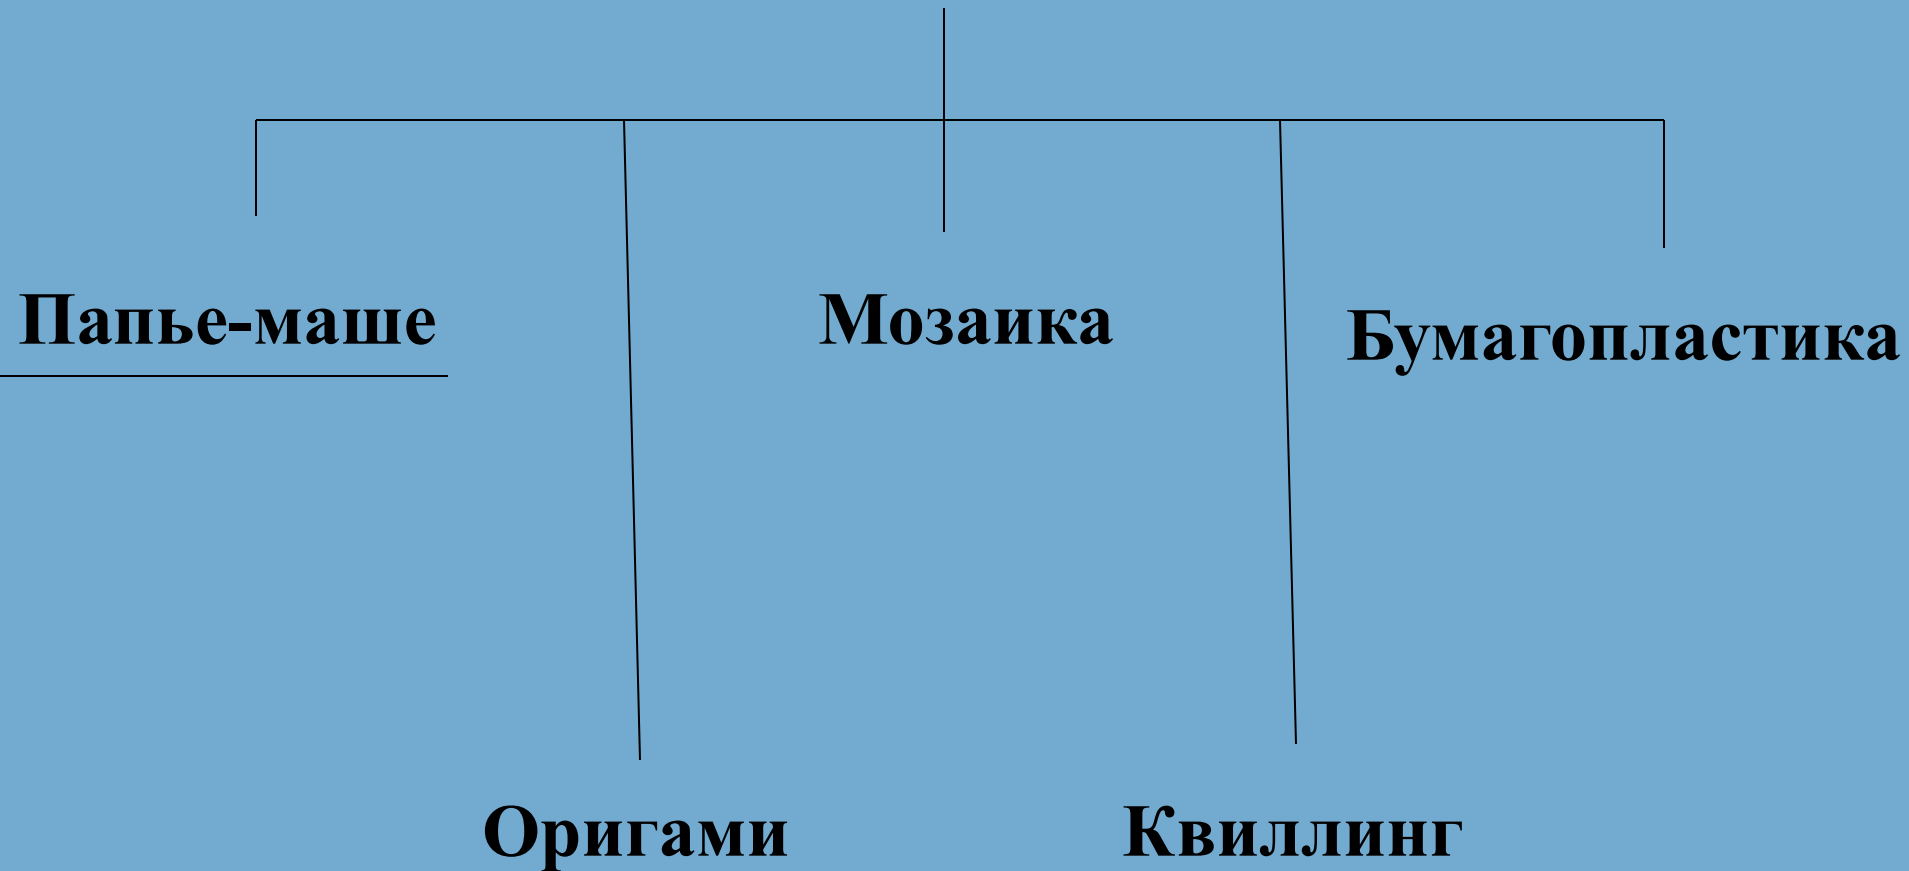 Папье-маше
Мозаика
Бумагопластика
Оригами
Квиллинг